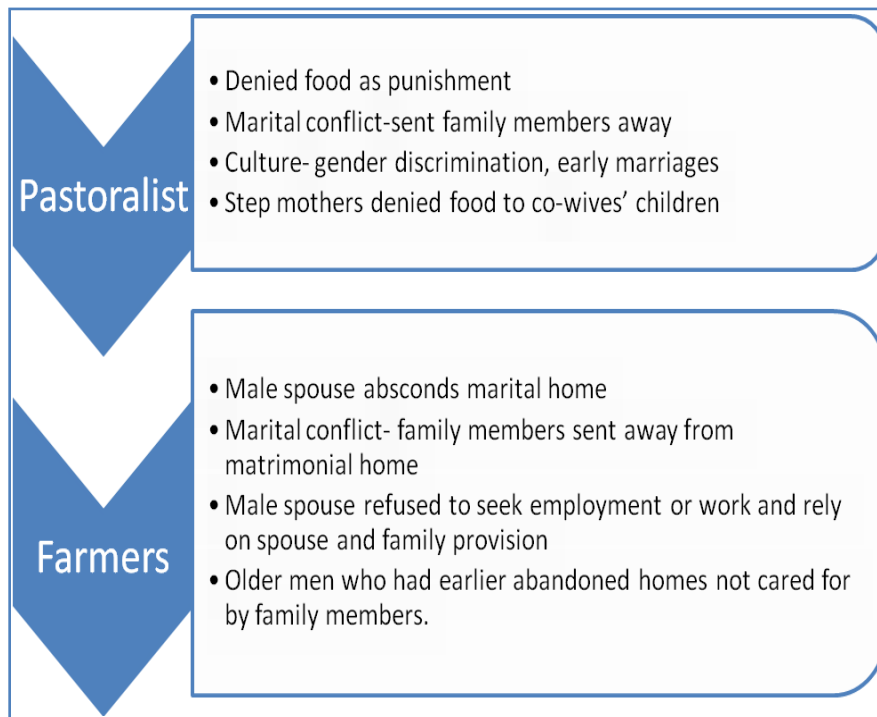 Pastoralist
• Denied food as punishment
• Marital conflict-sent family members away
• Culture- gender discrimination, early marriages
• Step mothers denied food to co-wives’ children
Farmers
• Male spouse absconds marital home
• Marital conflict- family members sent away from
matrimonial home
• Male spouse refused to seek employment or work and rely
on spouse and family provision
• Older men who had earlier abandoned homes not cared for
by family members.